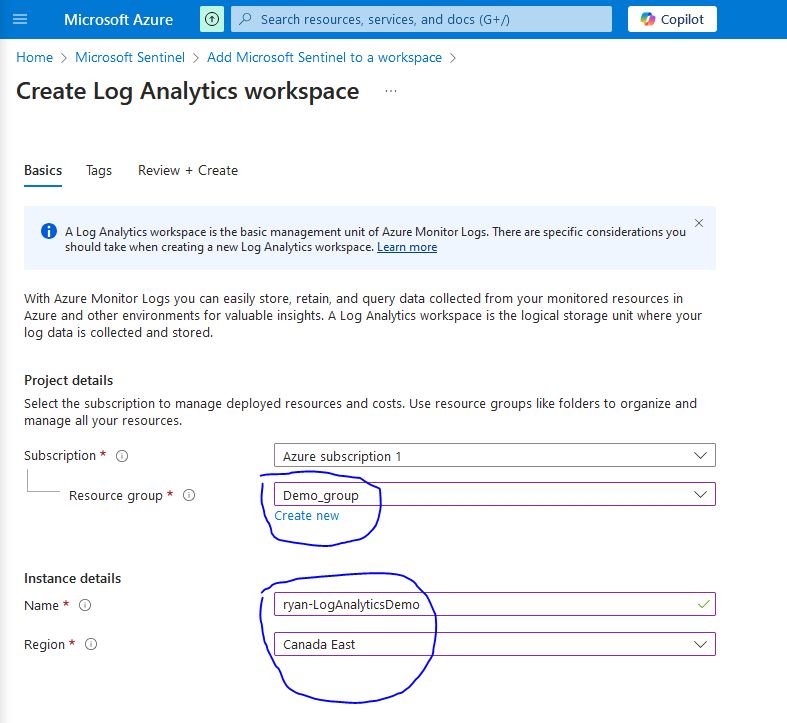 Microsoft Azure
Search resources, services, and docs (G+/)
Copilot
Home > Microsoft Sentinel > Add Microsoft Sentinel to a workspace >
Create Log Analytics workspace ...
Basics Tags Review + Create
A Log Analytics workspace is the basic management unit of Azure Monitor Logs. There are specific considerations you
should take when creating a new Log Analytics workspace. Learn more
With Azure Monitor Logs you can easily store, retain, and query data collected from your monitored resources in
Azure and other environments for valuable insights. A Log Analytics workspace is the logical storage unit where your
log data is collected and stored.
Project details
Select the subscription to manage deployed resources and costs. Use resource groups like folders to organize and
manage all your resources.
Subscription * Azure subscription 1
Resource group * Demo_group
Create new
Instance details
Name * ryan-LogAnalyticsDemo
Region * Canada East